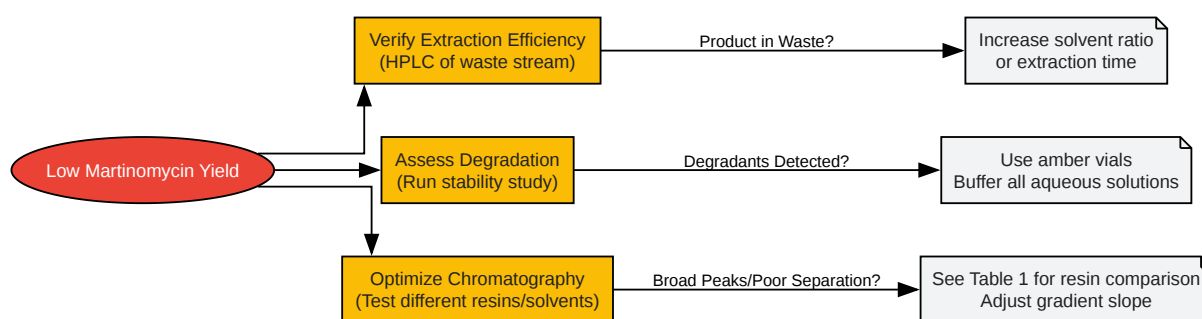 Verify Extraction Efficiency
(HPLC of waste stream)
Product in Waste?
Increase solvent ratio
or extraction time
Low Martinomycin Yield
Assess Degradation
(Run stability study)
Degradants Detected?
Use amber vials
Buffer all aqueous solutions
Optimize Chromatography
(Test different resins/solvents)
Broad Peaks/Poor Separation?
See Table 1 for resin comparison
Adjust gradient slope